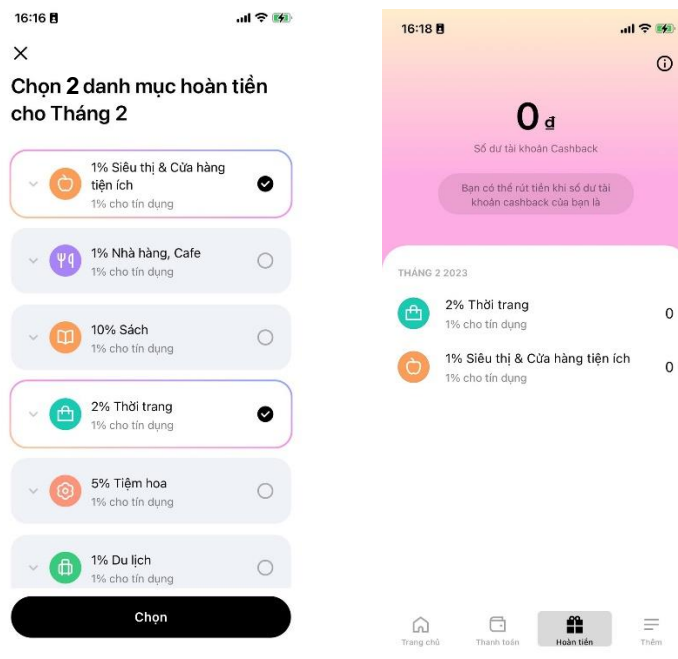 16:16
Chọn 2 danh mục hoàn tiền
cho Tháng 2
1% Siêu thị & Cửa hàng
tiện ích
1% cho tín dụng
1% Nhà hàng, Cafe
1% cho tín dụng
10% Sách
1% cho tín dụng
2% Thời trang
1% cho tín dụng
5% Tiệm hoa
1% cho tín dụng
1% Du lịch
1% cho tín dụng
Chọn
16:18
0 đ
Số dư tài khoản Cashback
Bạn có thể rút tiền khi số dư tài
khoản cashback của bạn là
THÁNG 2 2023
2% Thời trang
0
1% cho tín dụng
1% Siêu thị & Cửa hàng tiện ích
0
1% cho tín dụng
Trang chủ
Thanh toán
Hoàn tiền
Thêm